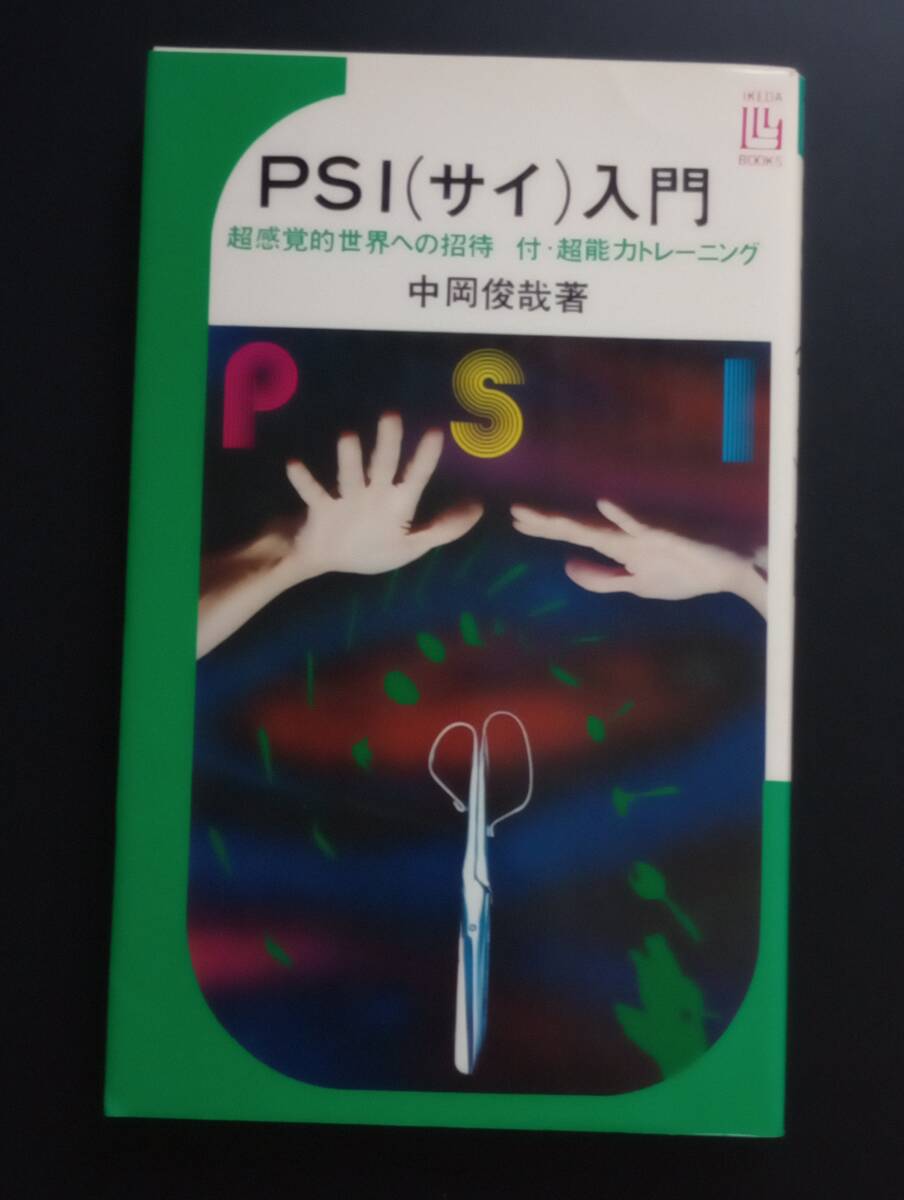 IKEDA
BOOKS
PSI(サイ)入門
超感覚的世界への招待 付・超能力トレーニング
中岡俊哉著
P S I